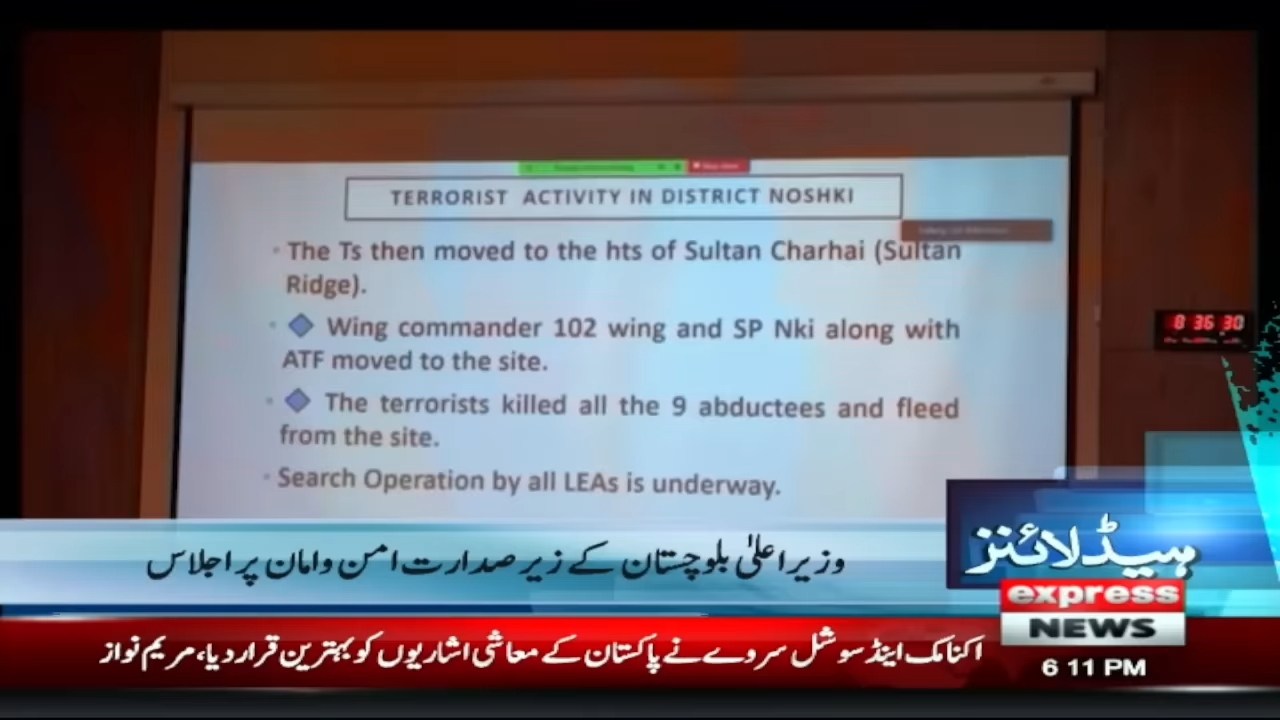 TERRORIST ACTIVITY IN DISTRICT NOSHKI
The Ts then moved to the hts of Sultan Charhai (Sultan
Ridge).
Wing commander 102 wing and SP Nki along with
ATF moved to the site.
The terrorists killed all the 9 abductees and fleed
from the site.
Search Operation by all LEAs is underway.
8 36 30
ہیڈلائنز
وزیراعلیٰ بلوچستان کے زیر صدارت امن وامان پر اجلاس
express
NEWS
اکنامک اینڈ سوشل سروے نے پاکستان کے معاشی اشاریوں کو بہترین قرار دیا، مریم نواز
6 11 PM